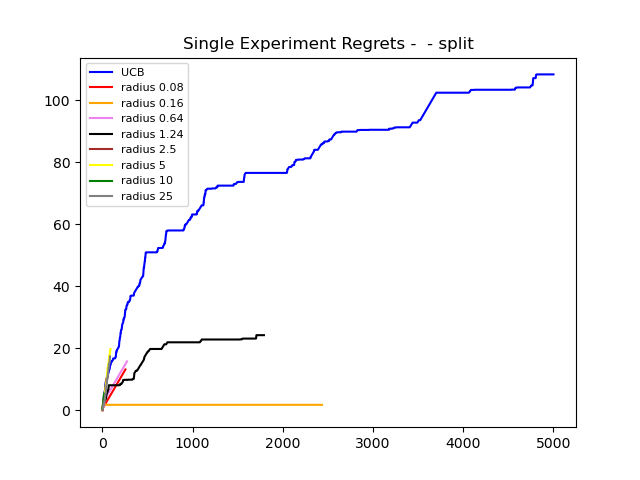 Single Experiment Regrets -  - split
UCB
radius 0.08
radius 0.16
radius 0.64
radius 1.24
radius 2.5
radius 5
radius 10
radius 25
100
80
60
40
20
0
0 1000 2000 3000 4000 5000